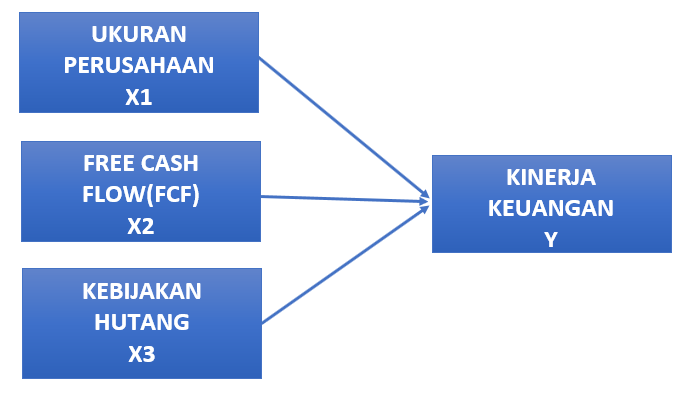 UKURAN
PERUSAHAAN
X1
FREE CASH
FLOW(FCF)
X2
KEBIJAKAN
HUTANG
X3
KINERJA
KEUANGAN
Y